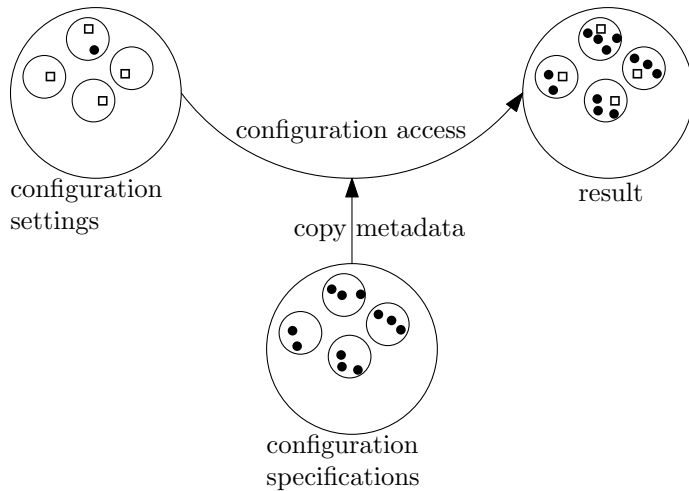 configuration access
configuration
settings
result
copy metadata
configuration
specifications